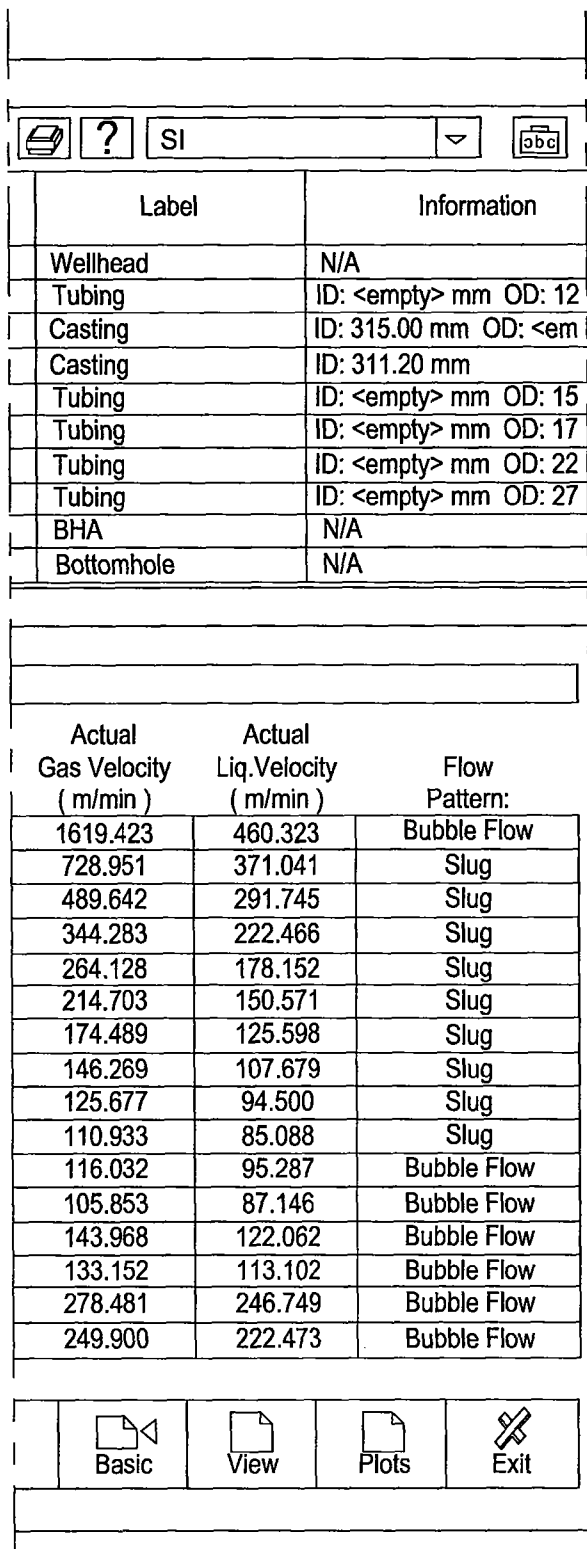 ? SI abc
Label Information
Wellhead N/A
Tubing ID: <empty> mm OD: 12
Casting ID: 315.00 mm OD: <em
Casting ID: 311.20 mm
Tubing ID: <empty> mm OD: 15
Tubing ID: <empty> mm OD: 17
Tubing ID: <empty> mm OD: 22
Tubing ID: <empty> mm OD: 27
BHA N/A
Bottomhole N/A
Actual Actual
Gas Velocity Liq.Velocity Flow
( m/min ) ( m/min ) Pattern:
1619.423 460.323 Bubble Flow
728.951 371.041 Slug
489.642 291.745 Slug
344.283 222.466 Slug
264.128 178.152 Slug
214.703 150.571 Slug
174.489 125.598 Slug
146.269 107.679 Slug
125.677 94.500 Slug
110.933 85.088 Slug
116.032 95.287 Bubble Flow
105.853 87.146 Bubble Flow
143.968 122.062 Bubble Flow
133.152 113.102 Bubble Flow
278.481 246.749 Bubble Flow
249.900 222.473 Bubble Flow
Basic View Plots Exit